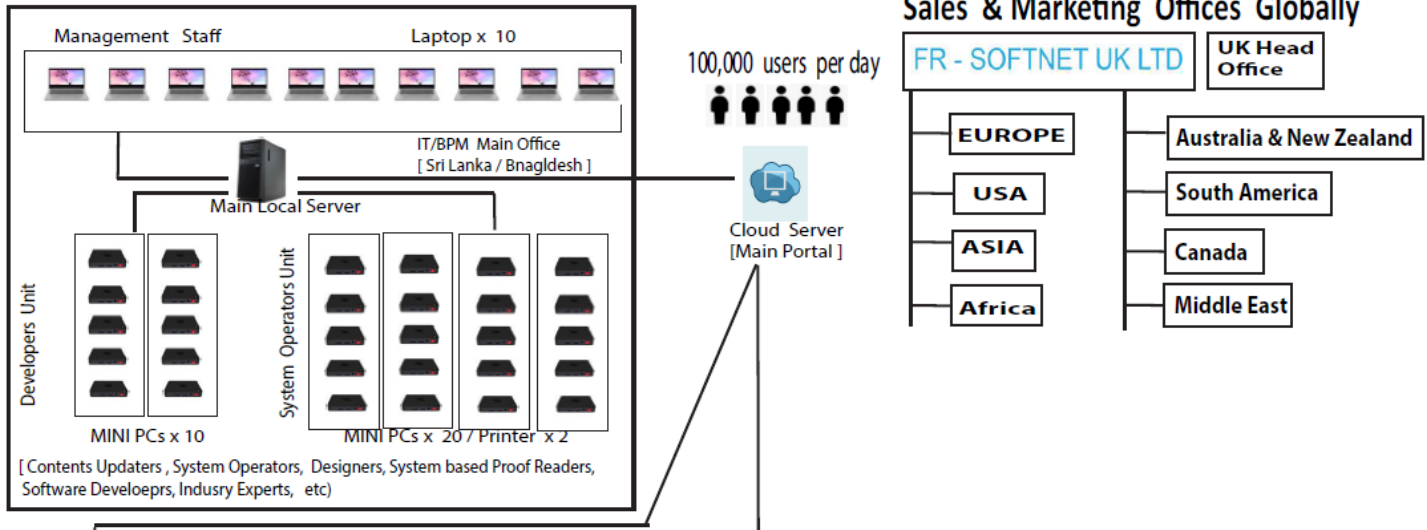 Sales & Marketing Offices Globally
Management Staff
Laptop x 10
100,000 users per day
FR - SOFTNET UK LTD
UK Head
Office
IT/BPM Main Office
[ Sri Lanka / Bnagldesh ]
Main Local Server
Cloud Server
[Main Portal ]
EUROPE
USA
ASIA
Africa
Australia & New Zealand
South America
Canada
Middle East
Developers Unit
System Operators Unit
MINI PCs x 10
MINI PCs x 20 / Printer x 2
[ Contents Updaters , System Operators, Designers, System based Proof Readers,
Software Develoeprs, Indusry Experts, etc)